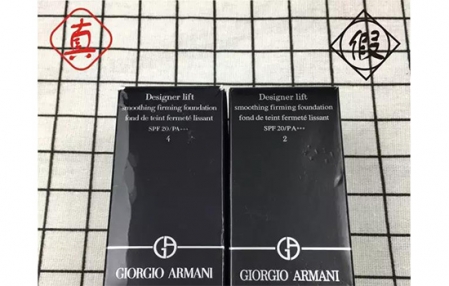 真
假
Designer lift
smoothing firming foundation
fond de teint fermeté lissant
SPF 20/PA+++
4
GIORGIO ARMANI
Designer lift
smoothing firming foundation
fond de teint fermeté lissant
SPF 20/PA+++
2
GIORGIO ARMANI